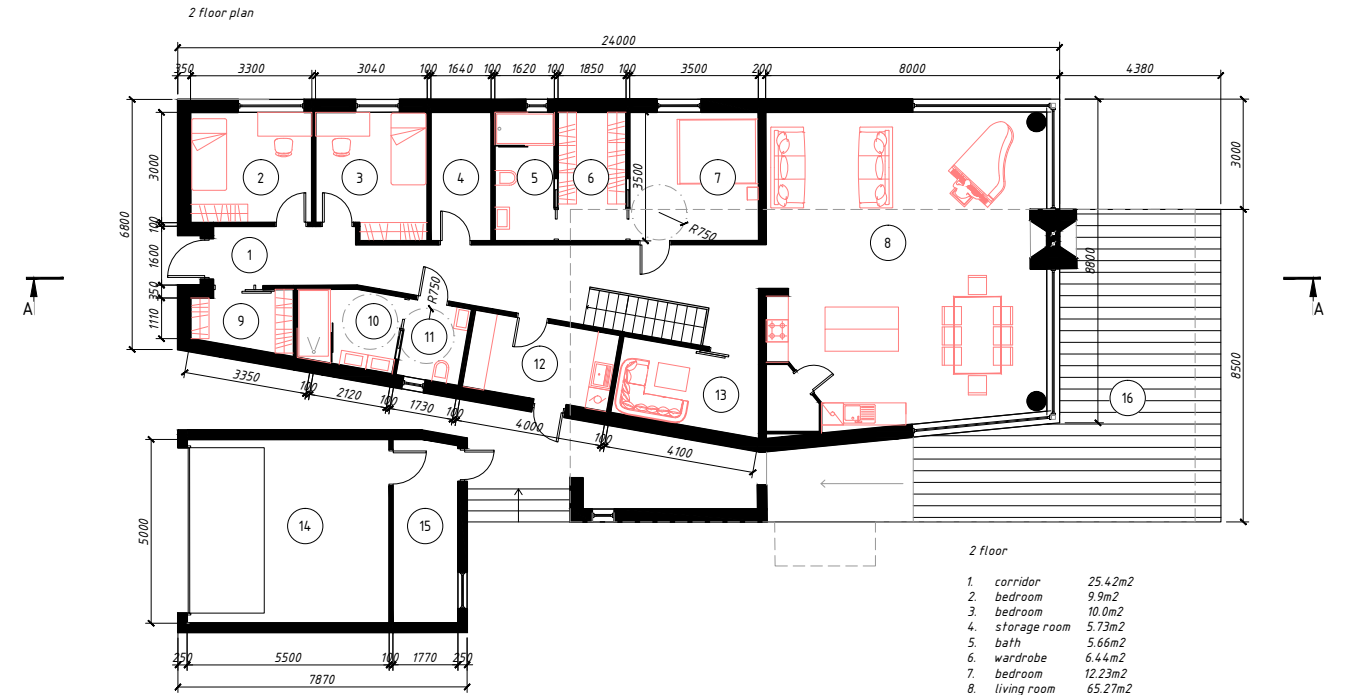 2 floor plan
24000
350 3300 3040 100 1640 100 1620 100 1850 100 3500 200 8000 4380
6800
3000
100
1600
350
1110
2 3 4 5 6 7
3500
R750
1
8
8800
3000
8500
A A
9 10 11 12 13
R750
16
3350 100 2120 100 1730 100 4000 100 4100
5000
14 15
250 5500 100 1770 250
7870
2 floor
1. corridor 25.42m2
2. bedroom 9.9m2
3. bedroom 10.0m2
4. storage room 5.73m2
5. bath 5.66m2
6. wardrobe 6.44m2
7. bedroom 12.23m2
8. living room 65.27m2